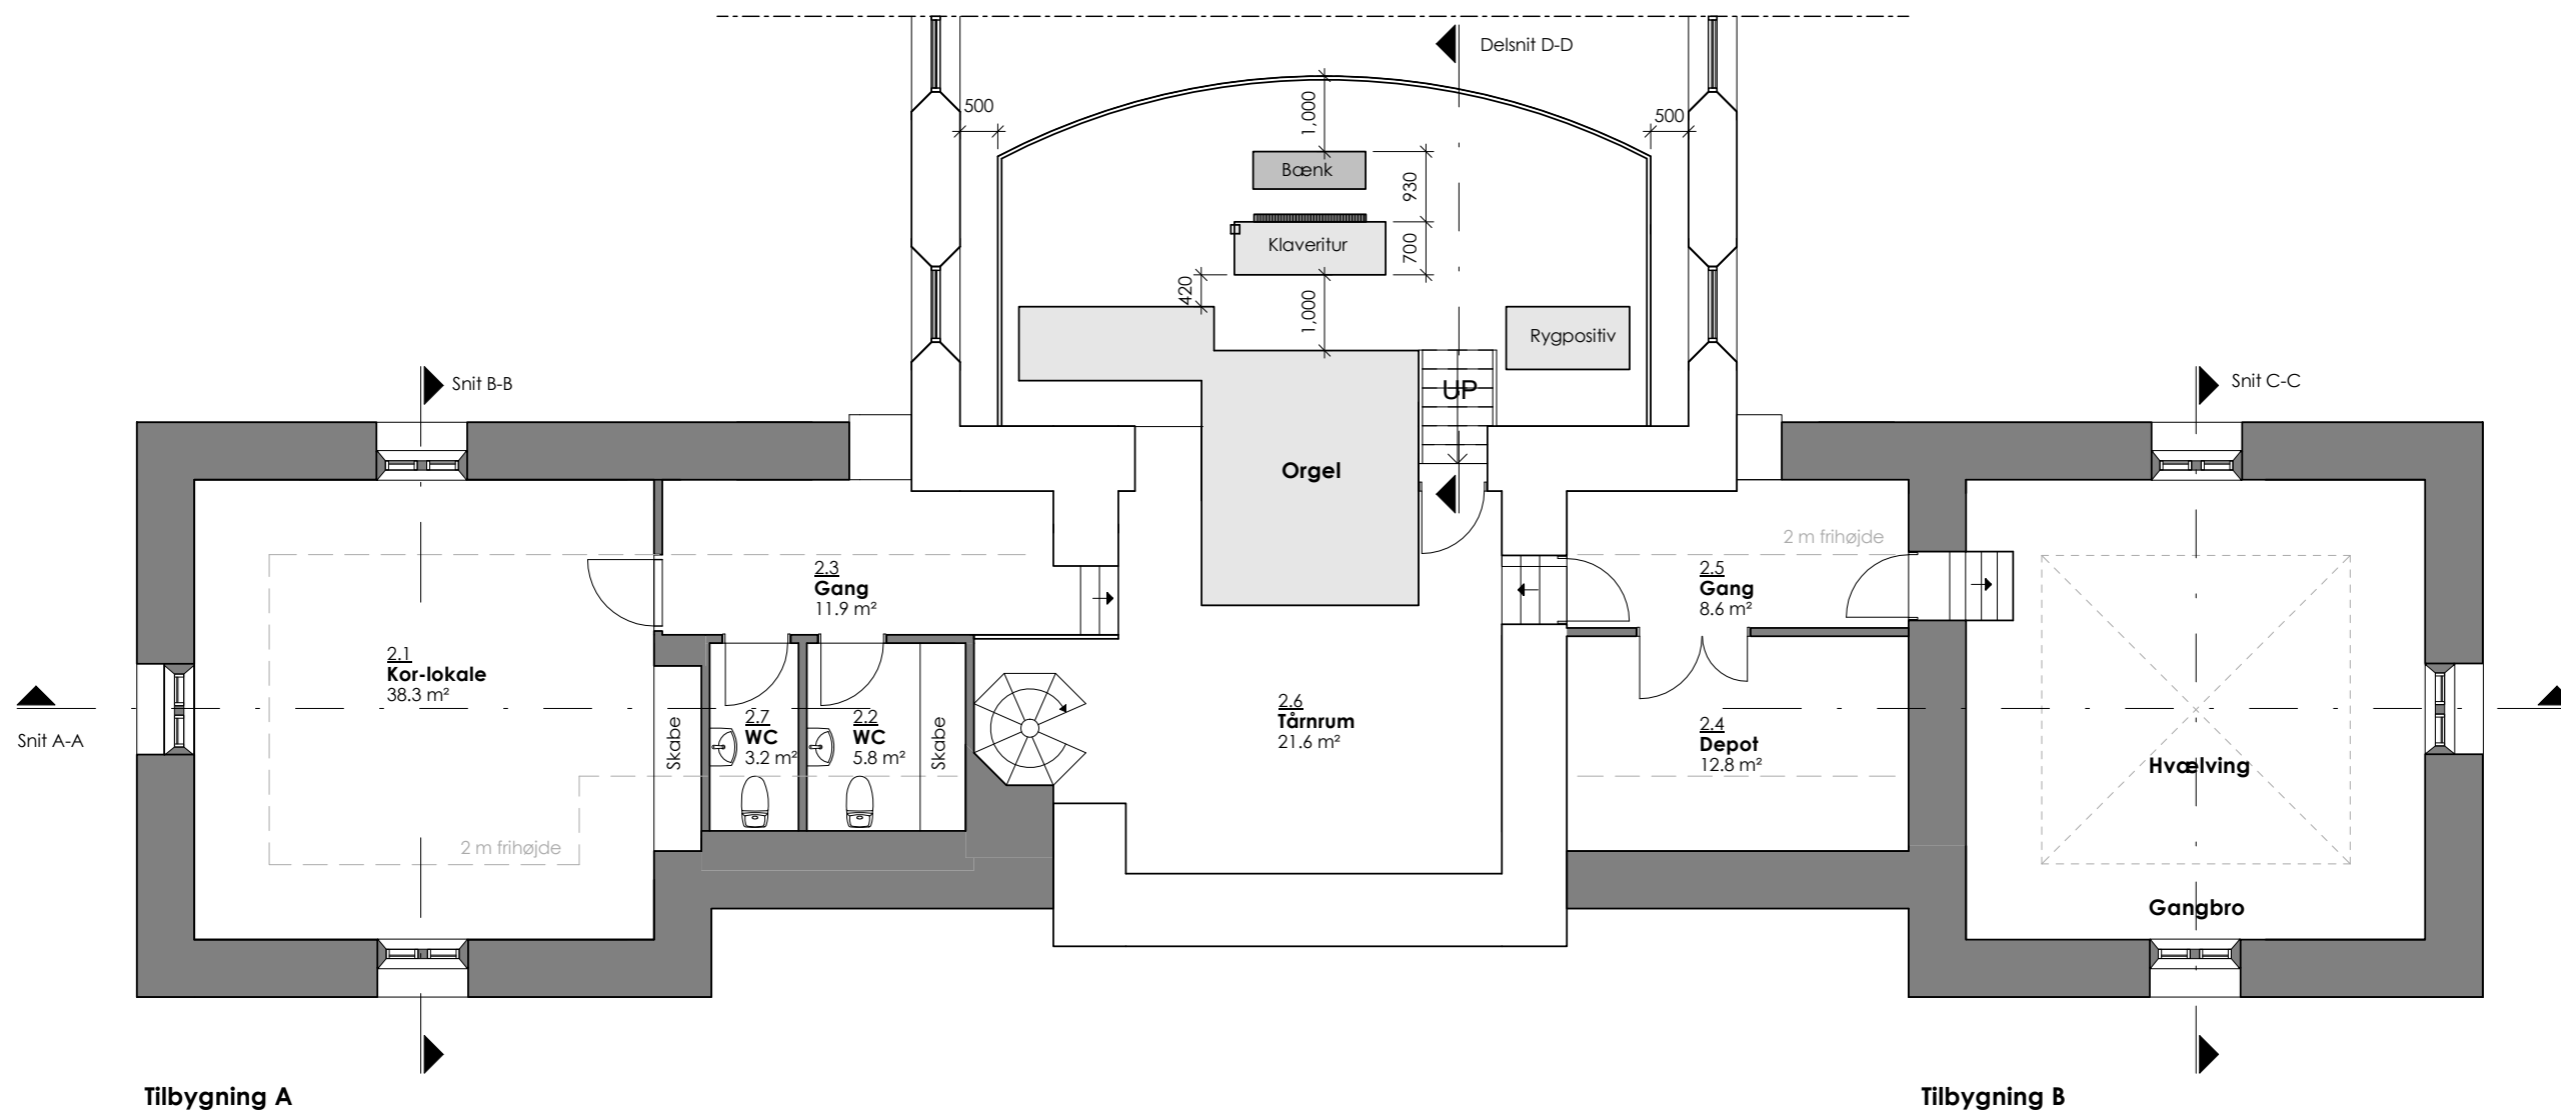 Delsnit D-D
500
1,000
500
Bænk
930
Klaveritur
700
420
1,000
Rygpositiv
UP
Snit B-B
Snit C-C
Orgel
2 m frihøjde
2.3
Gang
11.9 m²
2.5
Gang
8.6 m²
2.1
Kor-lokale
38.3 m²
Snit A-A
Skabe
2.7
WC
3.2 m²
2.2
WC
5.8 m²
Skabe
2.6
Tårnrum
21.6 m²
2.4
Depot
12.8 m²
Hvælving
2 m frihøjde
Gangbro
Tilbygning A
Tilbygning B